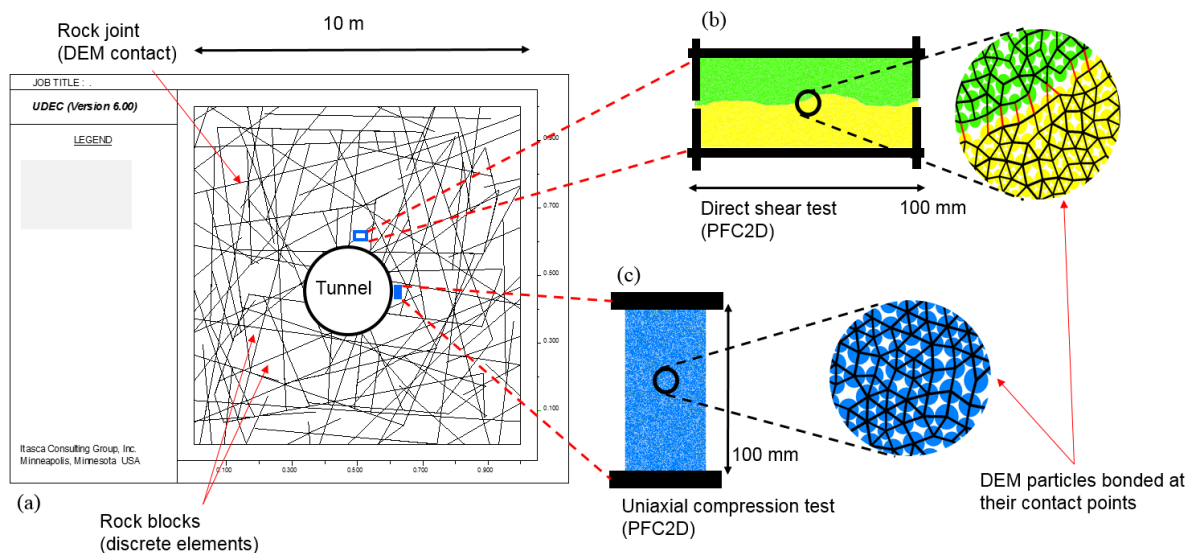 10 m
Rock joint
(DEM contact)
JOB TITLE : .
UDEC (Version 6.00)
LEGEND
0.900
0.700
0.500
0.300
0.100
0.100
0.300
0.500
0.700
0.900
Tunnel
Itasca Consulting Group, Inc.
Minneapolis, Minnesota USA
(a)
Rock blocks
(discrete elements)
(b)
Direct shear test
(PFC2D)
100 mm
(c)
100 mm
Uniaxial compression test
(PFC2D)
DEM particles bonded at
their contact points